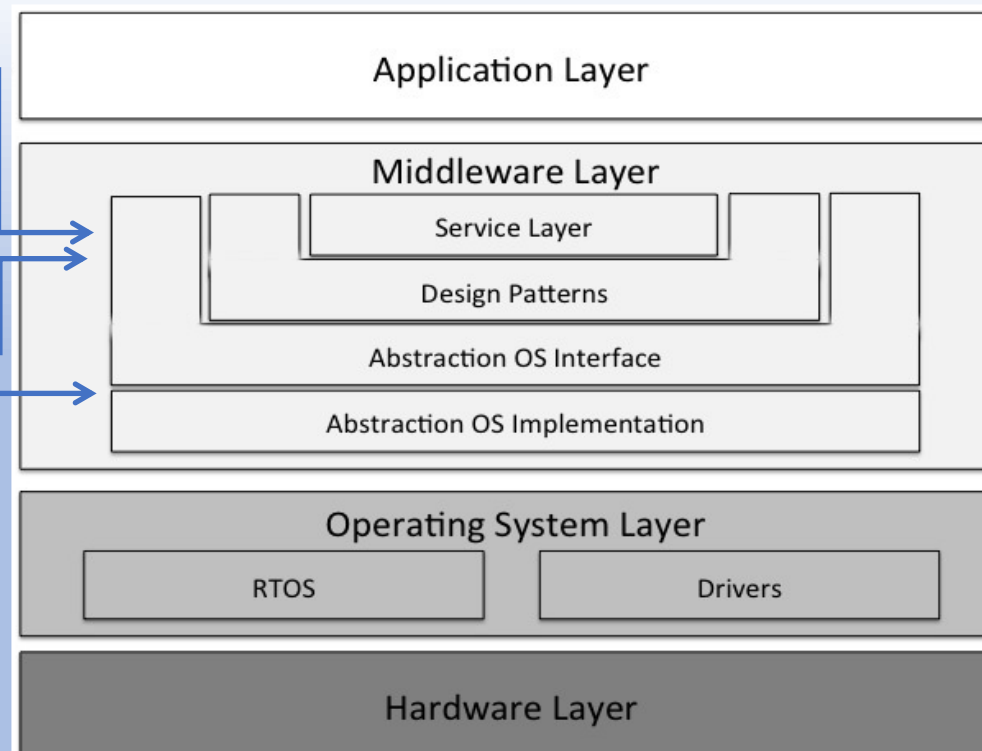 Application Layer
Middleware Layer
Service Layer
Design Patterns
Abstraction OS Interface
Abstraction OS Implementation
Operating System Layer
RTOS
Drivers
Hardware Layer